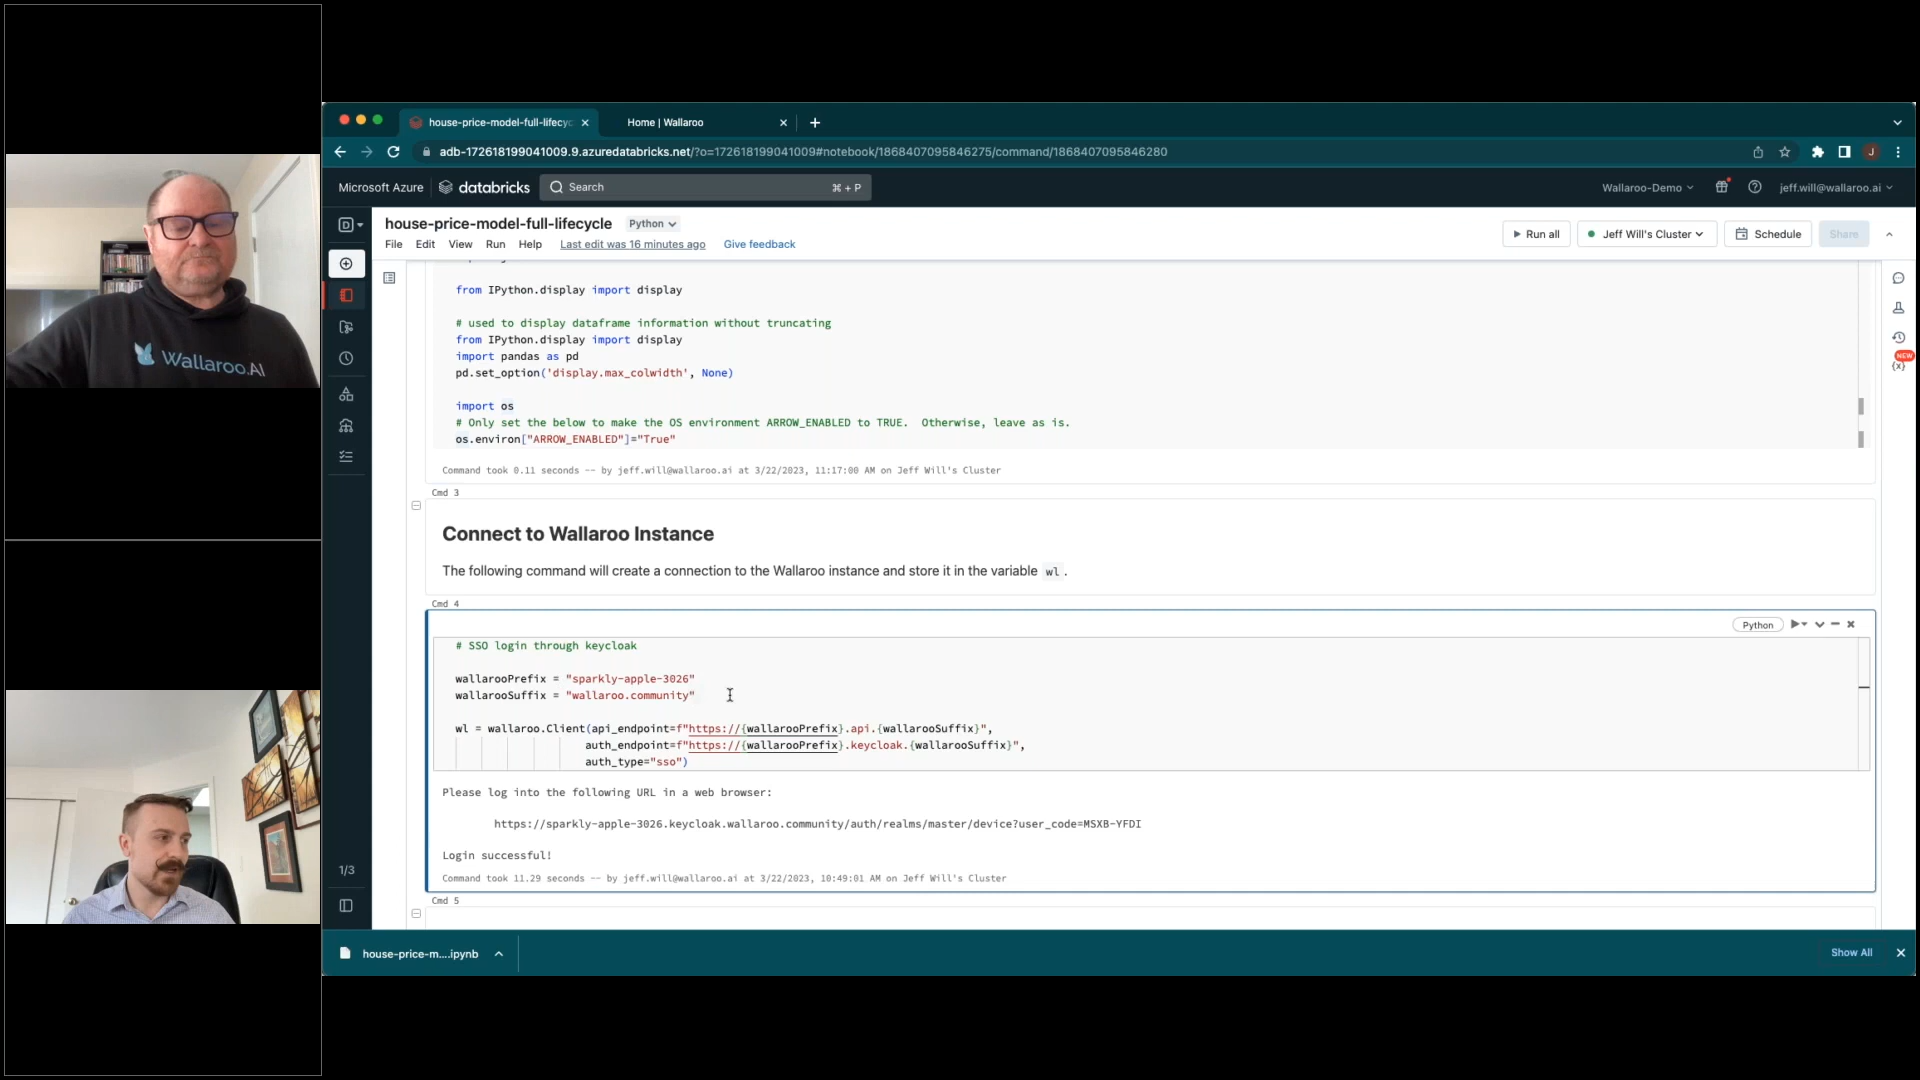 Wallaroo.AI
house-price-model-full-lifecyc
Home | Wallaroo
adb-172618199041009.9.azuredatabricks.net/?o=172618199041009#notebook/1868407095846275/command/1868407095846280
J
Microsoft Azure
databricks
Search
⌘ + P
Wallaroo-Demo
jeff.will@wallaroo.ai
D
house-price-model-full-lifecycle
Python
File
Edit
View
Run
Help
Last edit was 16 minutes ago
Give feedback
Run all
Jeff Will's Cluster
Schedule
Share
from IPython.display import display
# used to display dataframe information without truncating
from IPython.display import display
import pandas as pd
pd.set_option('display.max_colwidth', None)
import os
# Only set the below to make the OS environment ARROW_ENABLED to TRUE.  Otherwise, leave as is.
os.environ["ARROW_ENABLED"]="True"
Command took 0.11 seconds -- by jeff.will@wallaroo.ai at 3/22/2023, 11:17:00 AM on Jeff Will's Cluster
NEW
{x}
Cmd 3
Connect to Wallaroo Instance
The following command will create a connection to the Wallaroo instance and store it in the variable wl .
Cmd 4
Python
# SSO login through keycloak
wallarooPrefix = "sparkly-apple-3026"
wallarooSuffix = "wallaroo.community"
wl = wallaroo.Client(api_endpoint=f"https://{wallarooPrefix}.api.{wallarooSuffix}",
auth_endpoint=f"https://{wallarooPrefix}.keycloak.{wallarooSuffix}",
auth_type="sso")
Please log into the following URL in a web browser:
https://sparkly-apple-3026.keycloak.wallaroo.community/auth/realms/master/device?user_code=MSXB-YFDI
Login successful!
Command took 11.29 seconds -- by jeff.will@wallaroo.ai at 3/22/2023, 10:49:01 AM on Jeff Will's Cluster
1/3
Cmd 5
house-price-m....ipynb
Show All